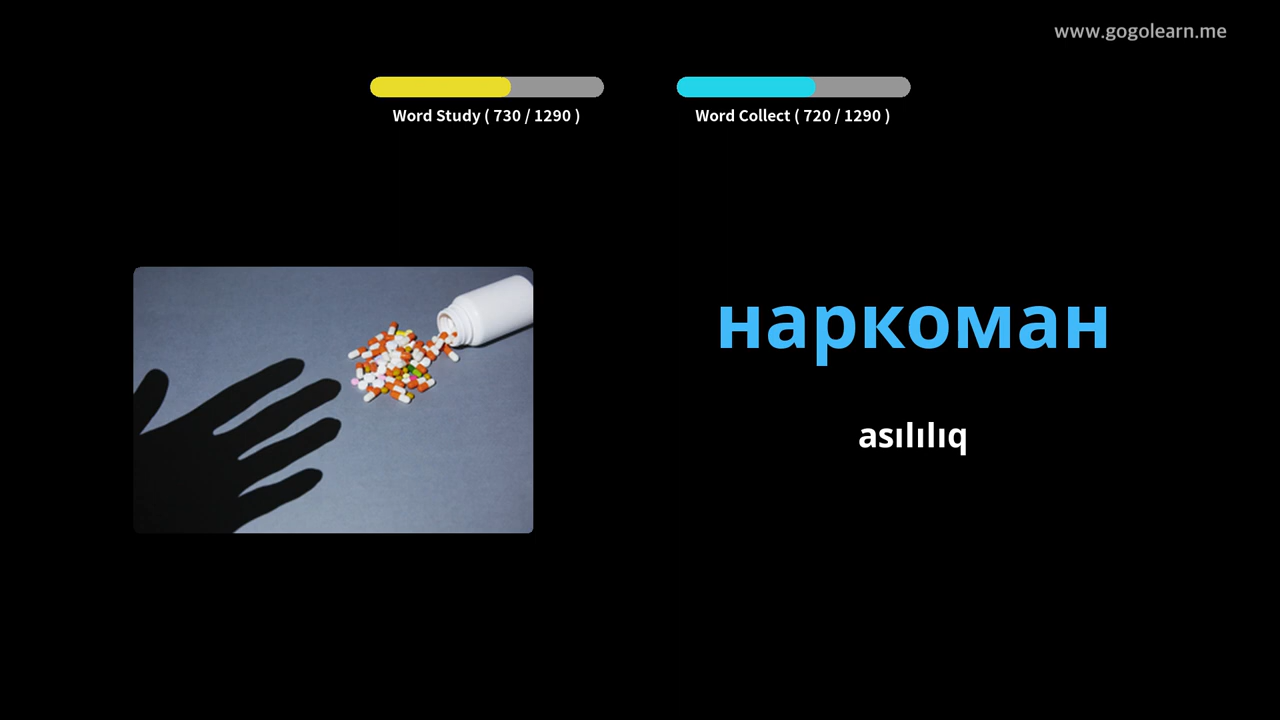 www.gogolearn.me
Word Study ( 730 / 1290 )
Word Collect ( 720 / 1290 )
наркоман
asılılıq